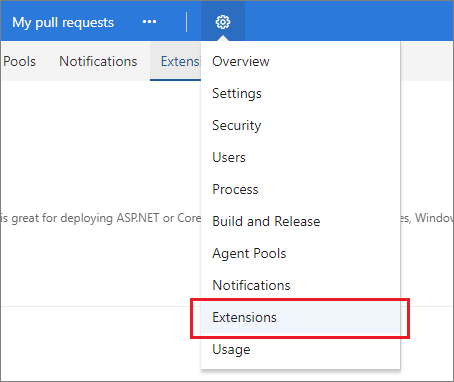 My pull requests ...
Pools Notifications Extens
Overview
Settings
Security
Users
Process
is great for deploying ASP.NET or Core
Build and Release
es, Window
Agent Pools
Notifications
Extensions
Usage